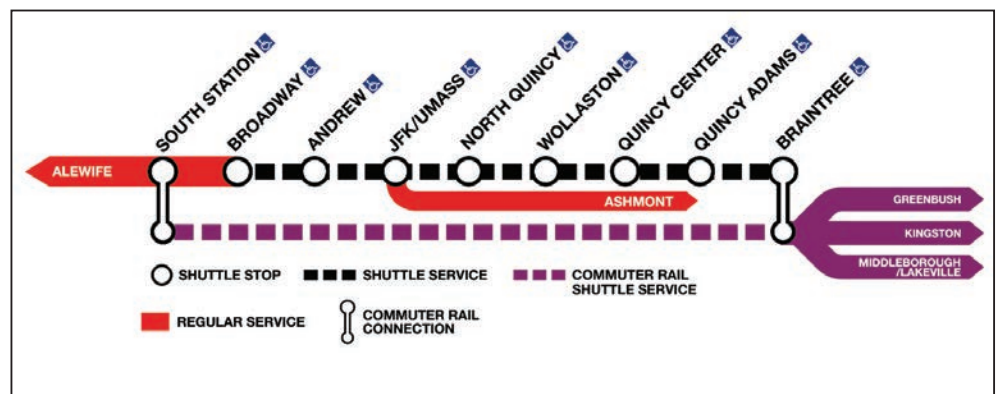 SOUTH STATION
BROADWAY
ANDREW
JFK/UMASS
NORTH QUINCY
WOLLASTON
QUINCY CENTER
QUINCY ADAMS
BRAINTREE
ALEWIFE
ASHMONT
GREENBUSH
KINGSTON
MIDDLEBOROUGH
/LAKEVILLE
SHUTTLE STOP
SHUTTLE SERVICE
COMMUTER RAIL
SHUTTLE SERVICE
REGULAR SERVICE
COMMUTER RAIL
CONNECTION